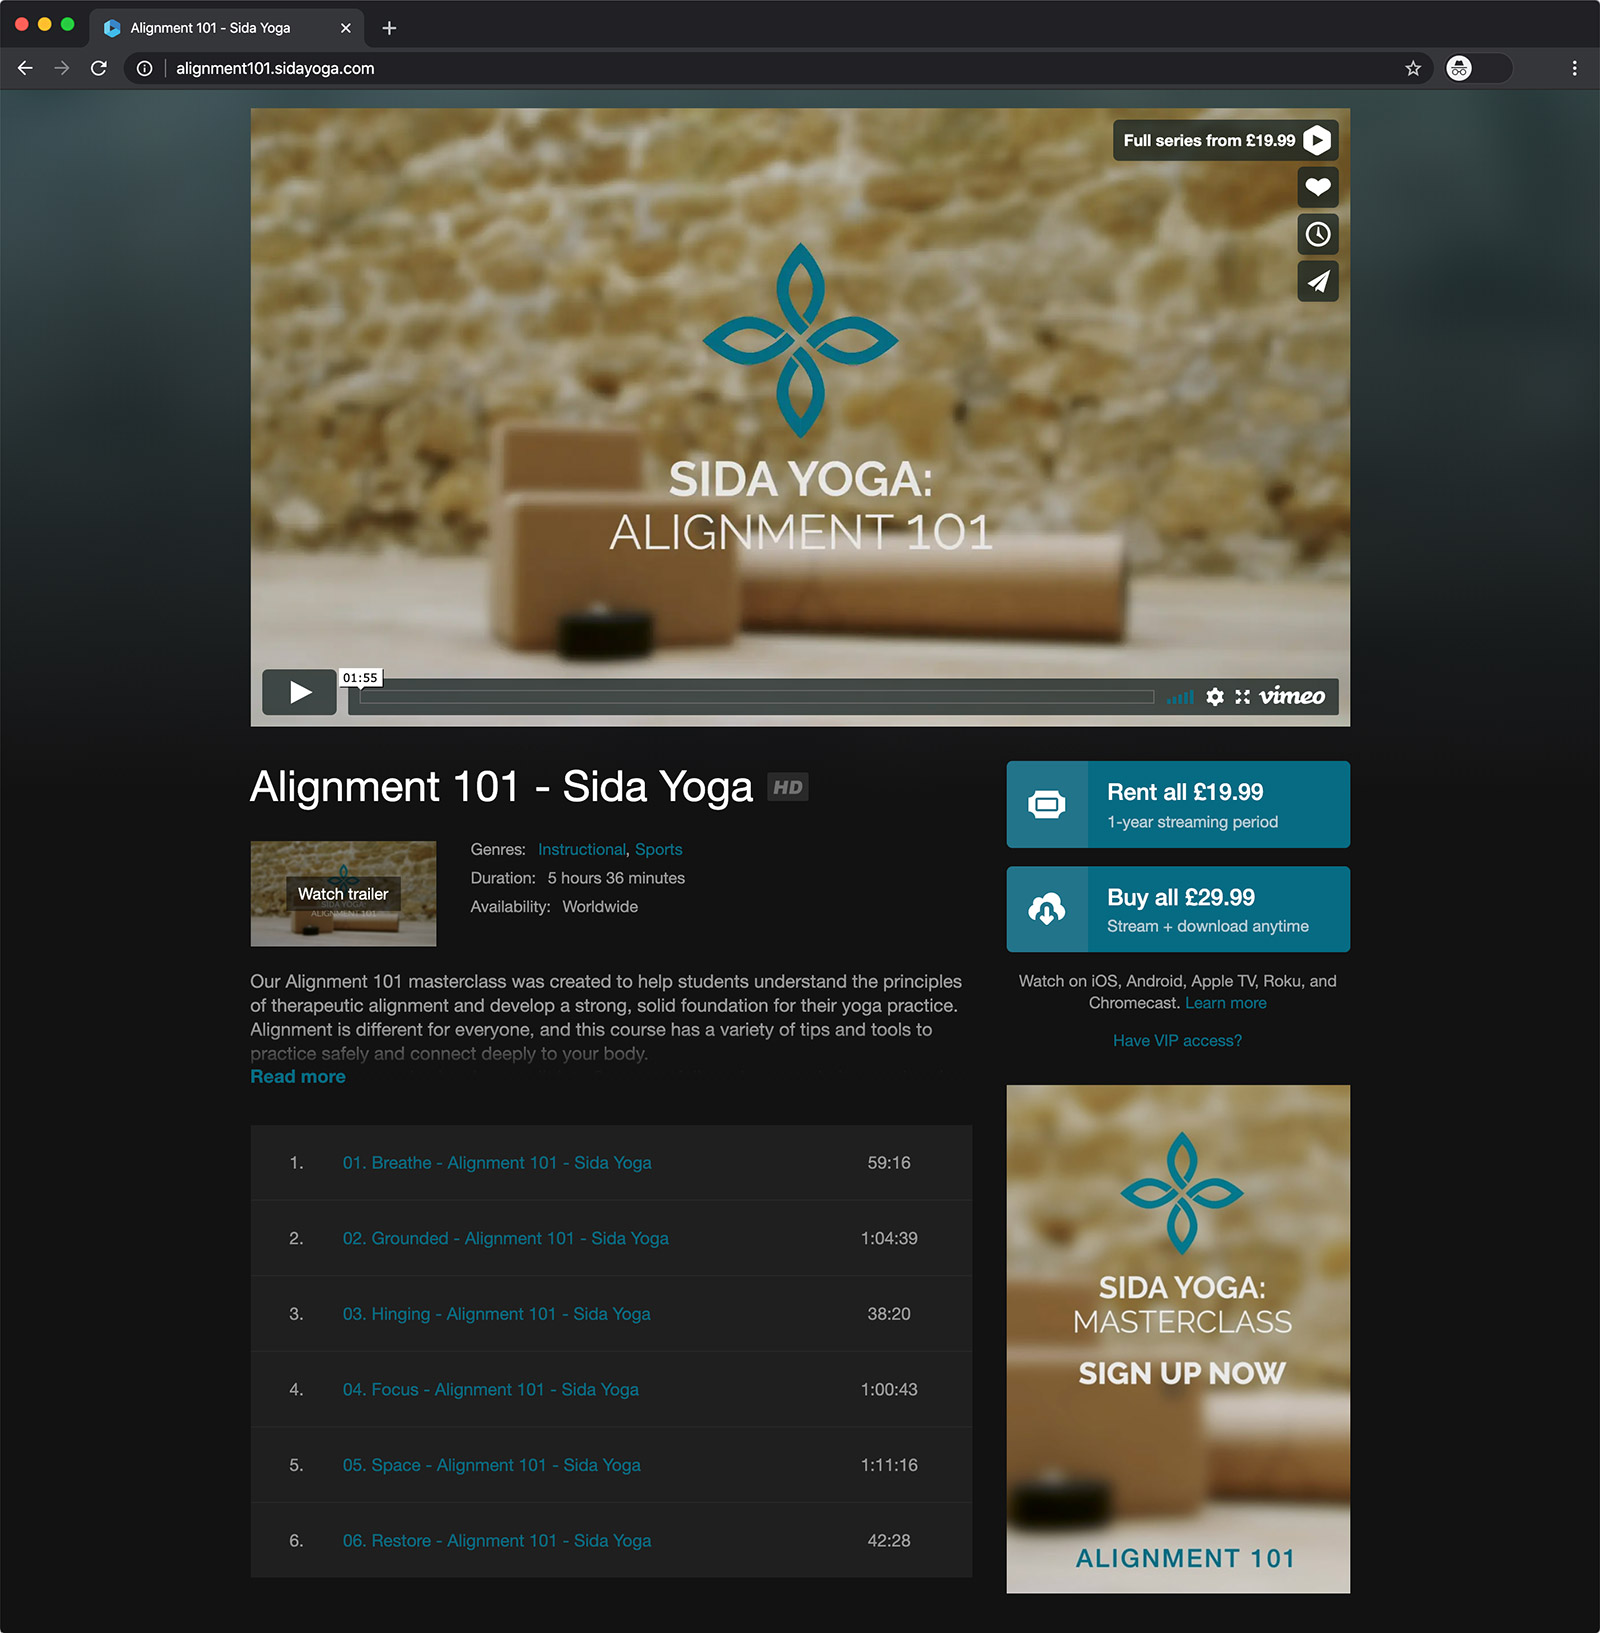 Alignment 101 - Sida Yoga
alignment101.sidayoga.com
Full series from £19.99
SIDA YOGA:
ALIGNMENT 101
01:55
vimeo
Alignment 101 - Sida Yoga HD
Watch trailer
SIDA YOGA:
ALIGNMENT 101
Genres: Instructional, Sports
Duration: 5 hours 36 minutes
Availability: Worldwide
Our Alignment 101 masterclass was created to help students understand the principles
of therapeutic alignment and develop a strong, solid foundation for their yoga practice.
Alignment is different for everyone, and this course has a variety of tips and tools to
practice safely and connect deeply to your body.
Read more
1. 01. Breathe - Alignment 101 - Sida Yoga 59:16
2. 02. Grounded - Alignment 101 - Sida Yoga 1:04:39
3. 03. Hinging - Alignment 101 - Sida Yoga 38:20
4. 04. Focus - Alignment 101 - Sida Yoga 1:00:43
5. 05. Space - Alignment 101 - Sida Yoga 1:11:16
6. 06. Restore - Alignment 101 - Sida Yoga 42:28
Rent all £19.99
1-year streaming period
Buy all £29.99
Stream + download anytime
Watch on iOS, Android, Apple TV, Roku, and
Chromecast. Learn more
Have VIP access?
SIDA YOGA:
MASTERCLASS
SIGN UP NOW
ALIGNMENT 101